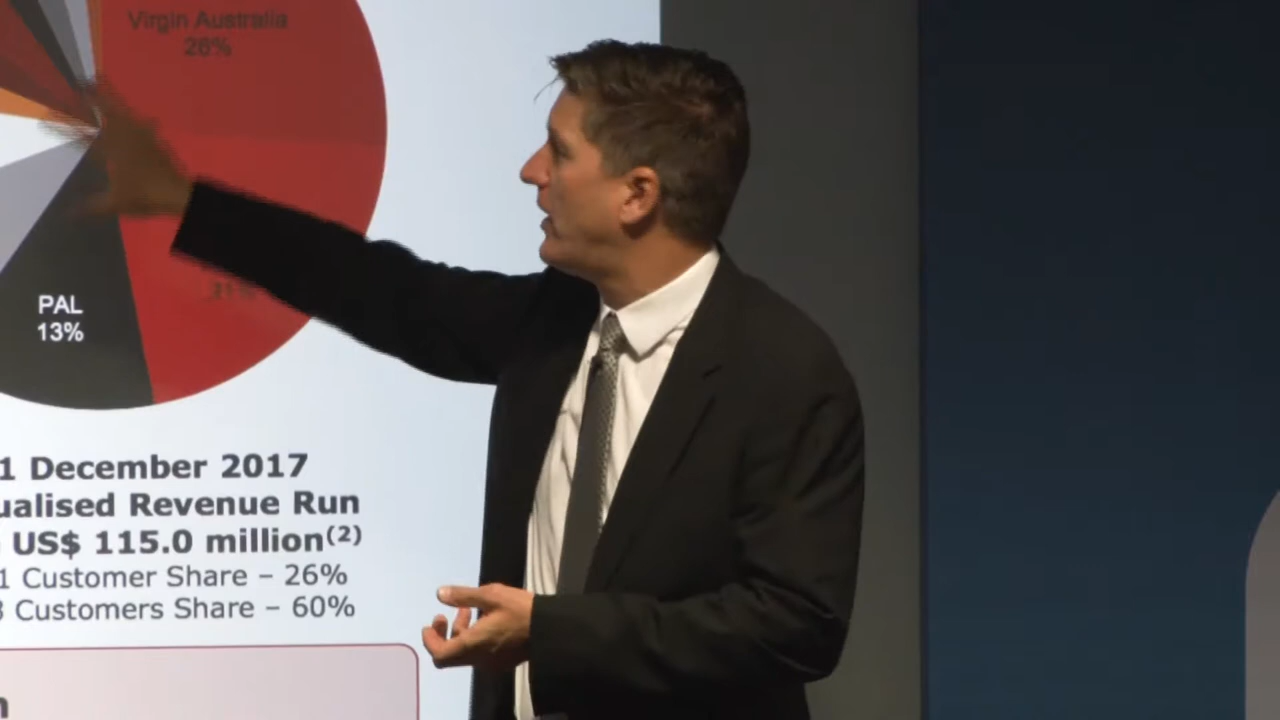 Virgin Australia
26%
21%
PAL
13%
1 December 2017
ualised Revenue Run
US$ 115.0 million(2)
1 Customer Share – 26%
3 Customers Share – 60%